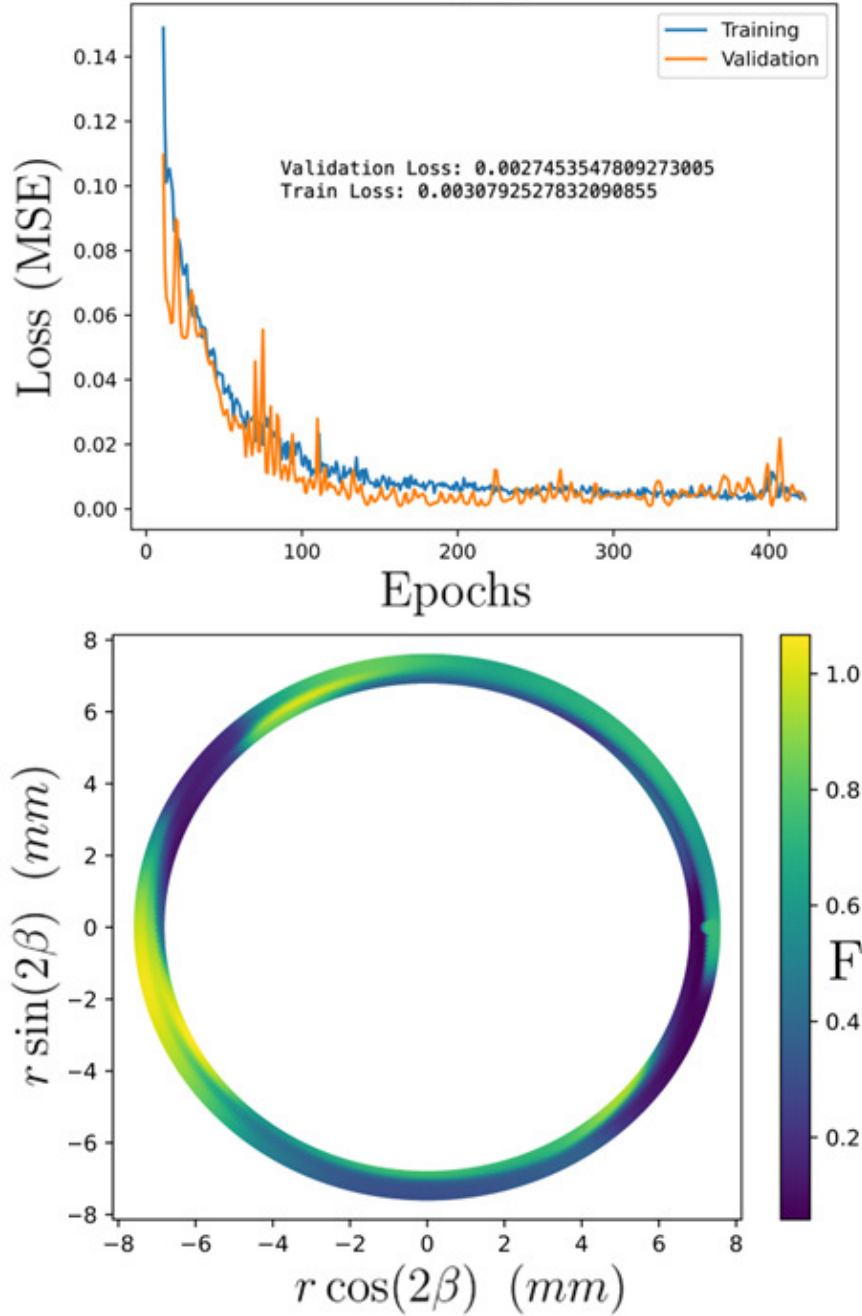 Training
Validation
Validation Loss: 0.0027453547809273005
Train Loss: 0.0030792527832090855
0.14
0.12
0.10
0.08
0.06
0.04
0.02
0.00
Loss (MSE)
0 100 200 300 400
Epochs
8
6
4
2
0
−2
−4
−6
−8
r sin(2β) (mm)
−8 −6 −4 −2 0 2 4 6 8
r cos(2β) (mm)
1.0
0.8
0.6
0.4
0.2
F